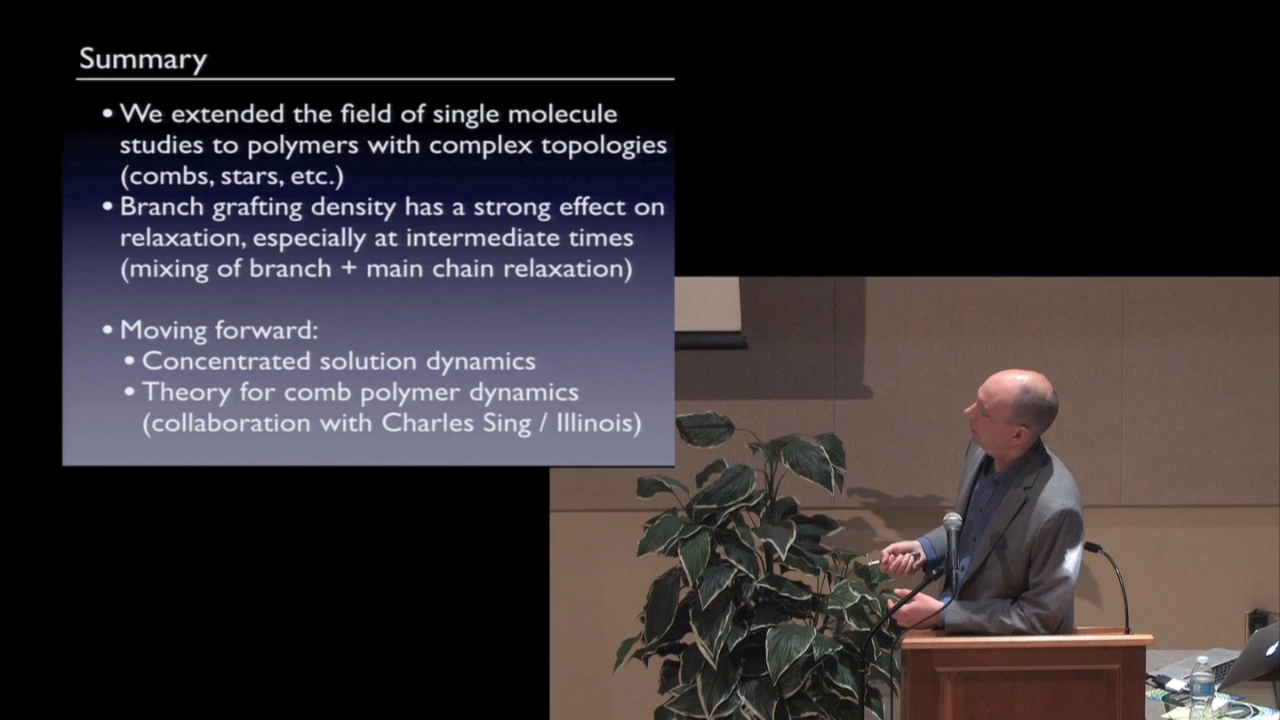 Summary
• We extended the field of single molecule
studies to polymers with complex topologies
(combs, stars, etc.)
• Branch grafting density has a strong effect on
relaxation, especially at intermediate times
(mixing of branch + main chain relaxation)
• Moving forward:
• Concentrated solution dynamics
• Theory for comb polymer dynamics
(collaboration with Charles Sing / Illinois)